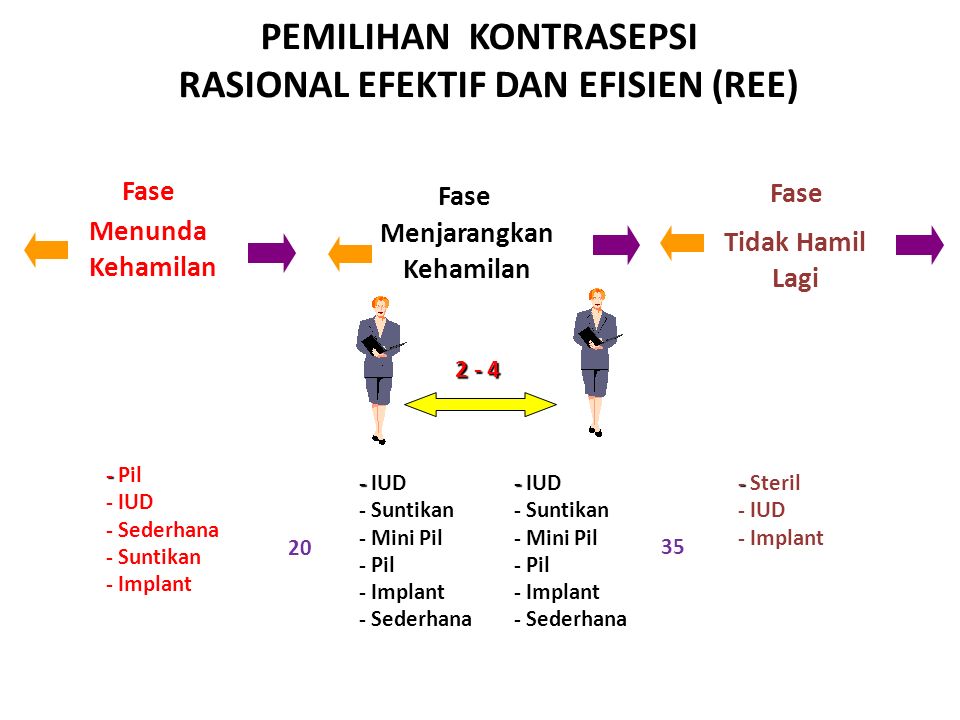 PEMILIHAN KONTRASEPSI
RASIONAL EFEKTIF DAN EFISIEN (REE)
Fase
Menunda
Kehamilan
Fase
Menjarangkan
Kehamilan
Fase
Tidak Hamil
Lagi
2 - 4
- Pil
- IUD
- Sederhana
- Suntikan
- Implant
20
- IUD
- Suntikan
- Mini Pil
- Pil
- Implant
- Sederhana
- IUD
- Suntikan
- Mini Pil
- Pil
- Implant
- Sederhana
35
- Steril
- IUD
- Implant